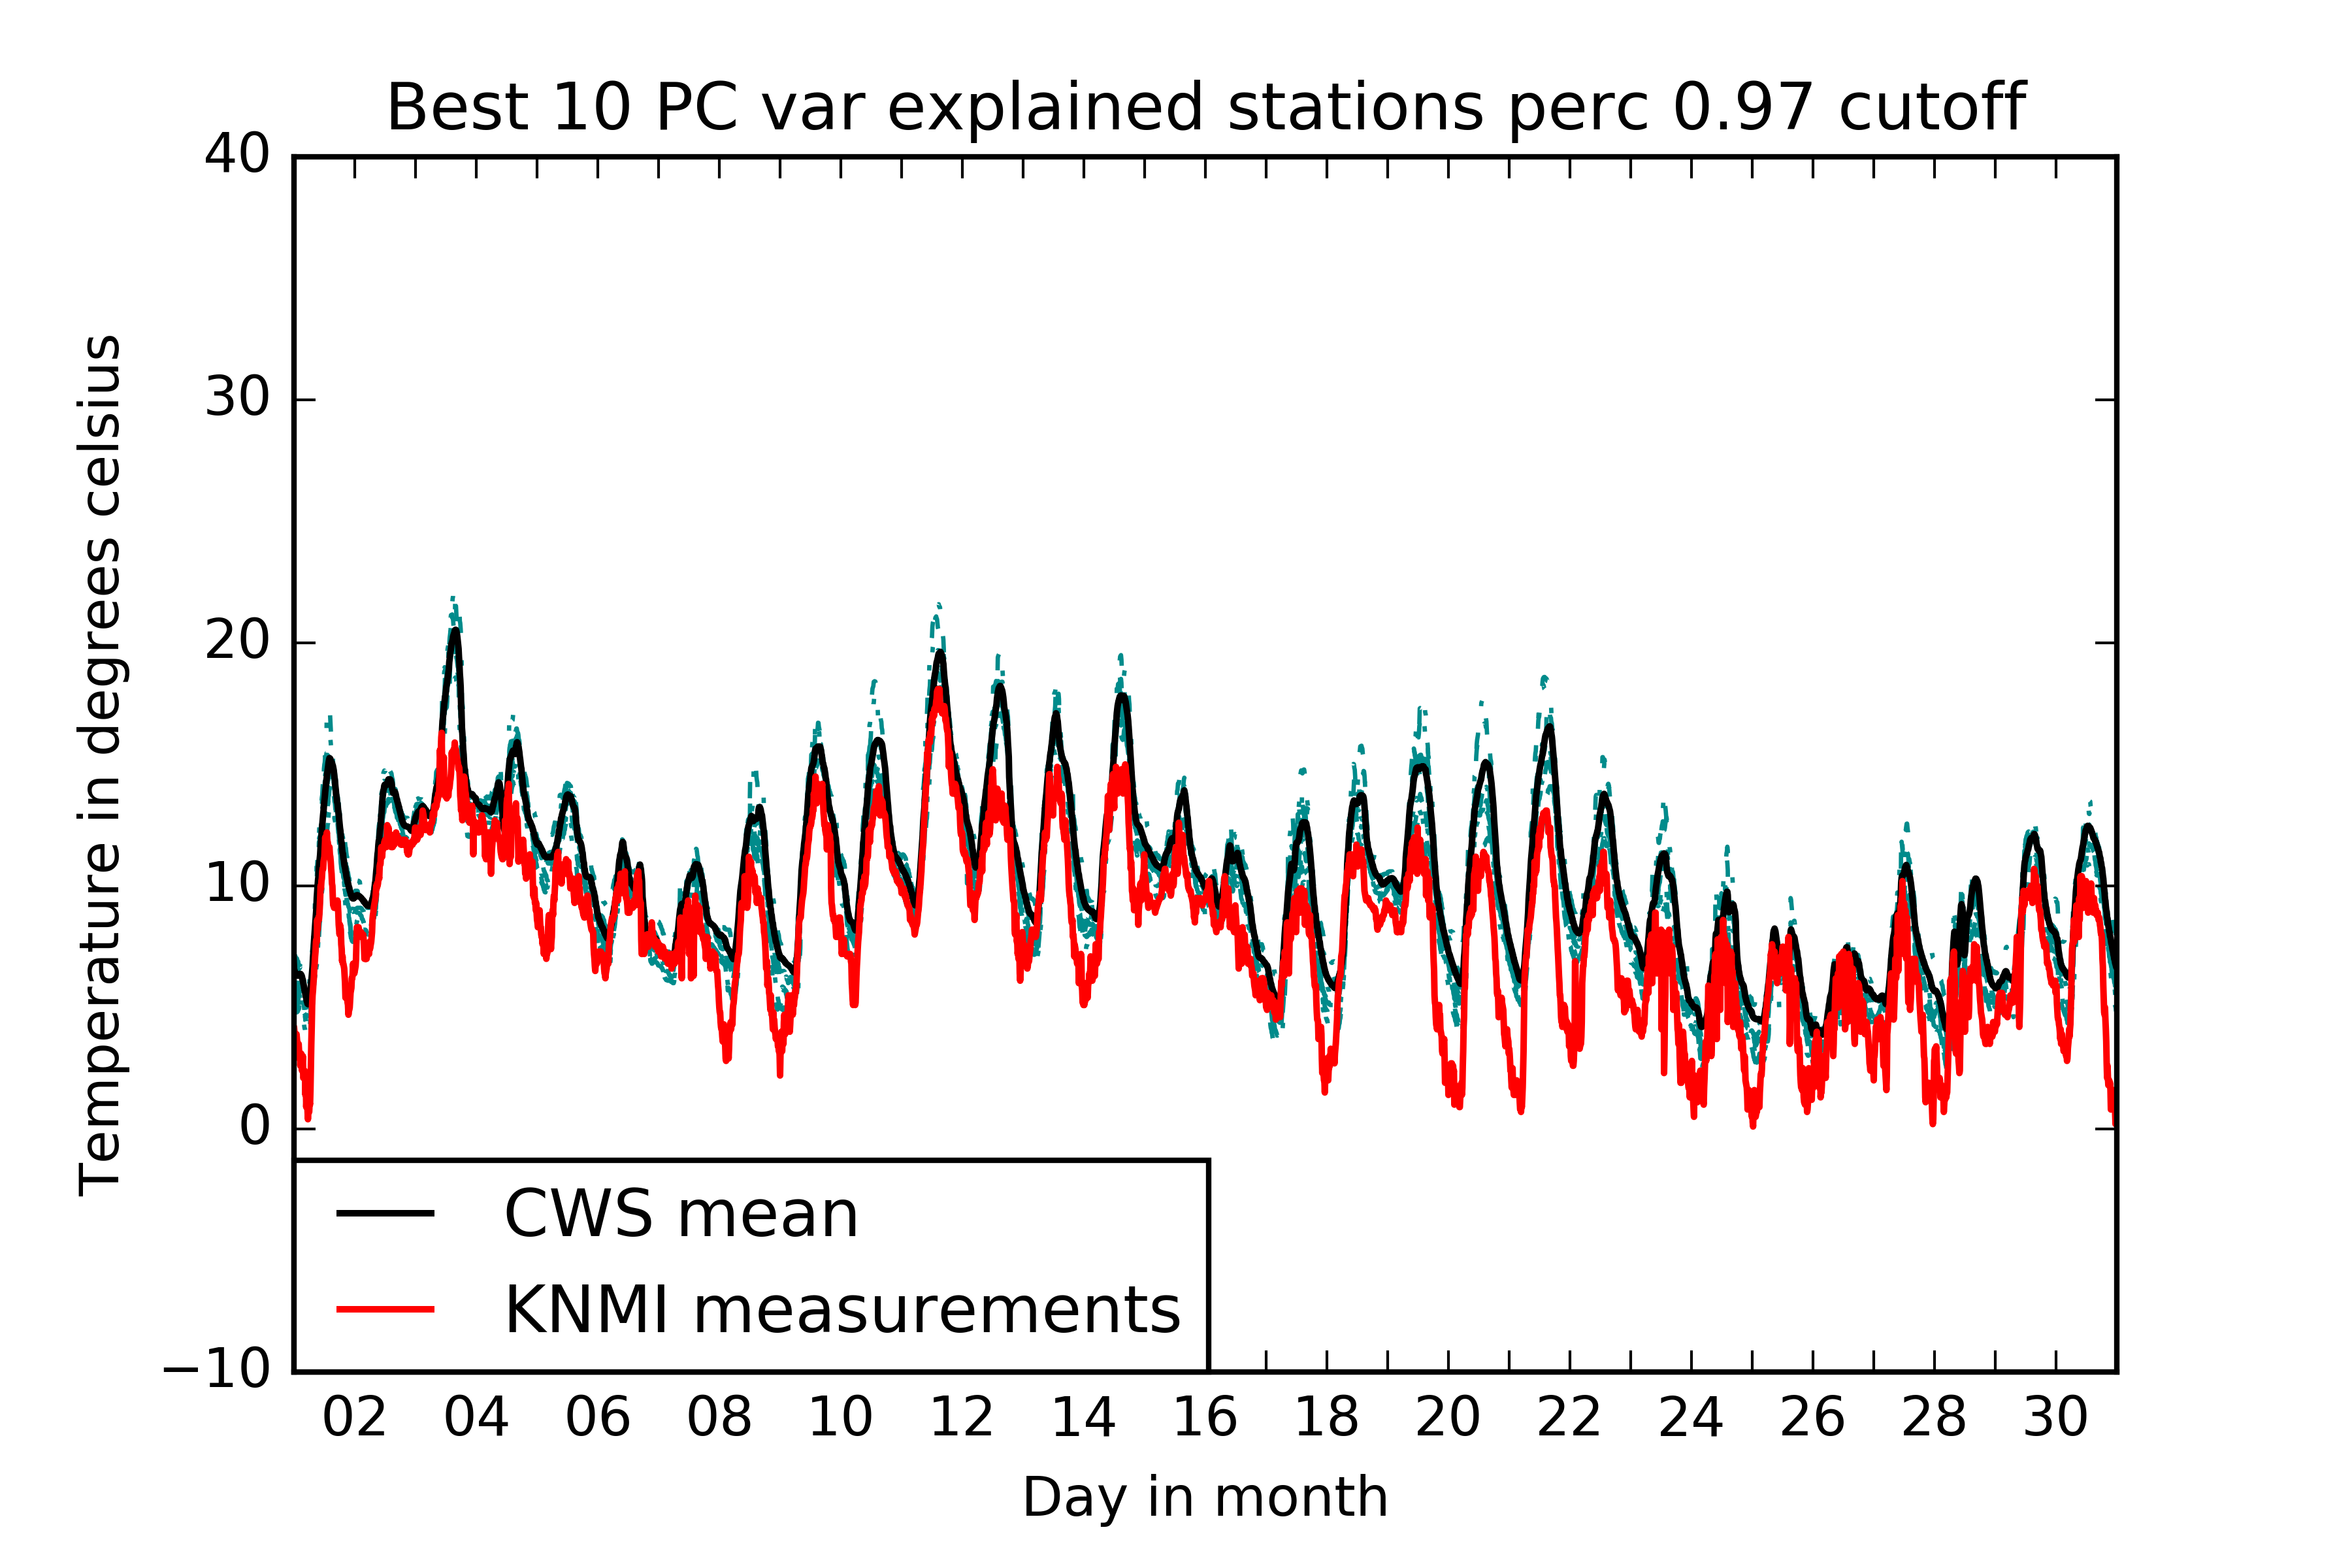 Best 10 PC var explained stations perc 0.97 cutoff
40
30
20
10
0
−10
Temperature in degrees celsius
CWS mean
KNMI measurements
02 04 06 08 10 12 14 16 18 20 22 24 26 28 30
Day in month